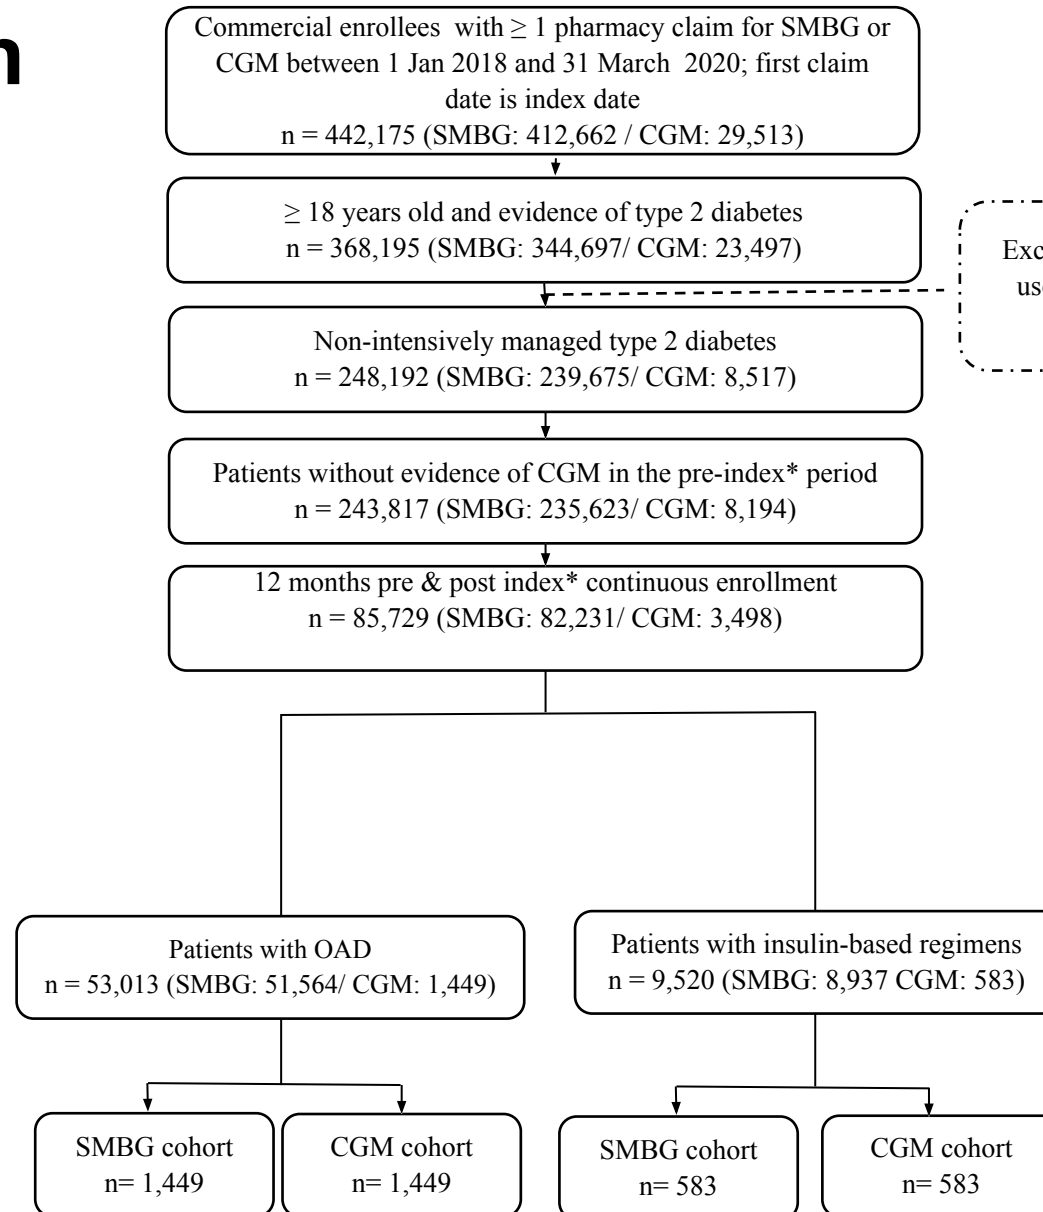 n
Commercial enrollees with ≥ 1 pharmacy claim for SMBG or
CGM between 1 Jan 2018 and 31 March 2020; first claim
date is index date
n = 442,175 (SMBG: 412,662 / CGM: 29,513)
≥ 18 years old and evidence of type 2 diabetes
n = 368,195 (SMBG: 344,697/ CGM: 23,497)
Exc
us
Non-intensively managed type 2 diabetes
n = 248,192 (SMBG: 239,675/ CGM: 8,517)
Patients without evidence of CGM in the pre-index* period
n = 243,817 (SMBG: 235,623/ CGM: 8,194)
12 months pre & post index* continuous enrollment
n = 85,729 (SMBG: 82,231/ CGM: 3,498)
Patients with OAD
n = 53,013 (SMBG: 51,564/ CGM: 1,449)
Patients with insulin-based regimens
n = 9,520 (SMBG: 8,937 CGM: 583)
SMBG cohort
n= 1,449
CGM cohort
n= 1,449
SMBG cohort
n= 583
CGM cohort
n= 583